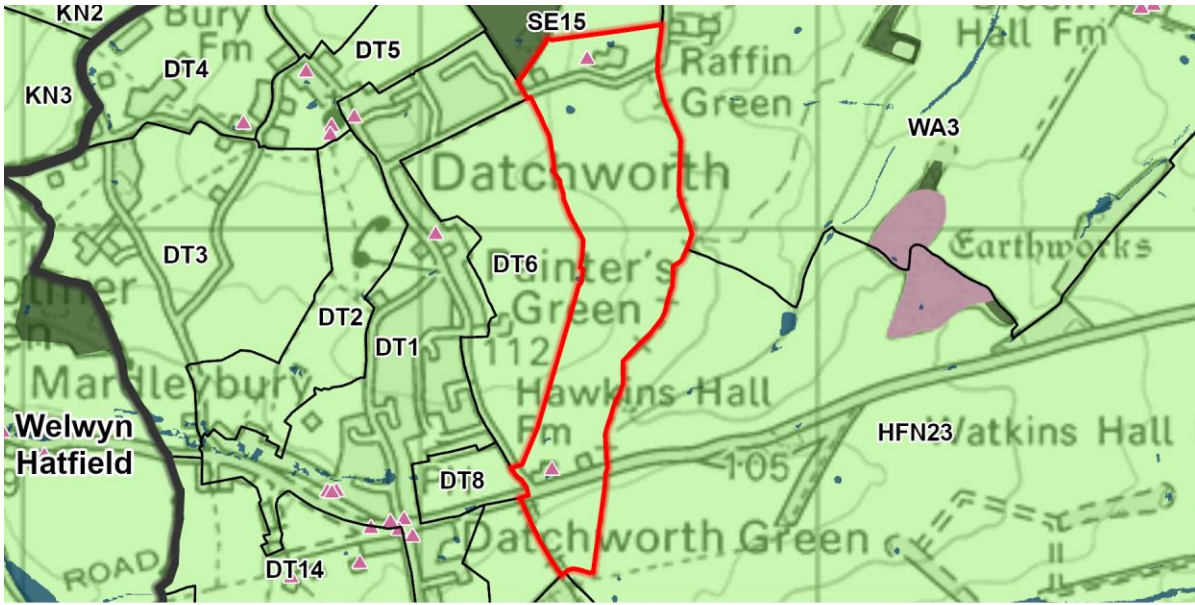 KN2
Bury
Fm
DT5
SE15
Hall Fm
DT4
KN3
Raffin
Green
WA3
Datchworth
DT3
DT6
Painter's
Green
Earthworks
DT2
DT1
112
Mardleybury
Hawkins Hall
Fm
Welwyn
Hatfield
HFN23
Watkins Hall
DT8
PH
105
Datchworth Green
DT14
ROAD